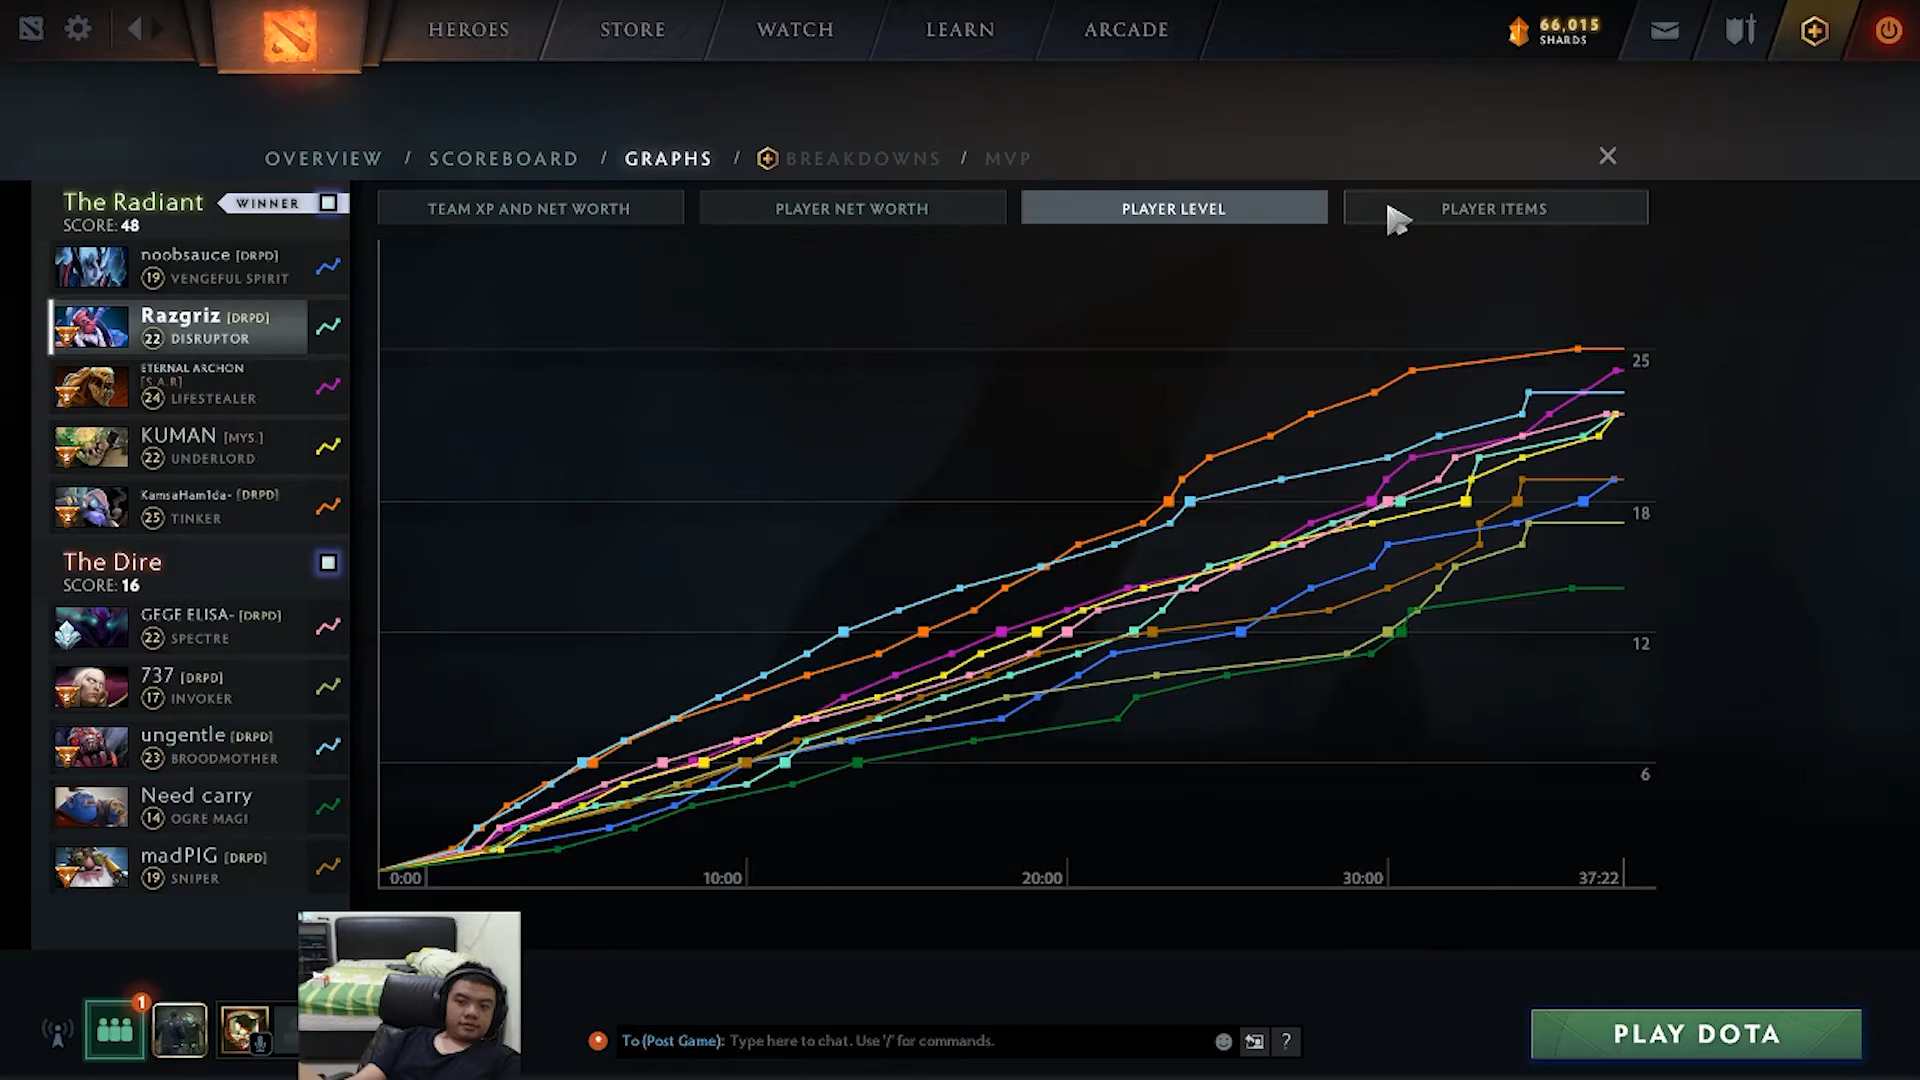 HEROES
STORE
WATCH
LEARN
ARCADE
66,015
SHARDS
OVERVIEW / SCOREBOARD / GRAPHS / BREAKDOWNS / MVP
The Radiant
WINNER
SCORE: 48
TEAM XP AND NET WORTH
PLAYER NET WORTH
PLAYER LEVEL
PLAYER ITEMS
noobsauce [DRPD]
19 VENGEFUL SPIRIT
Razgriz [DRPD]
22 DISRUPTOR
ETERNAL ARCHON
[S.A.R]
24 LIFESTEALER
KUMAN [MYS.]
22 UNDERLORD
KamsaHam1da- [DRPD]
25 TINKER
The Dire
SCORE: 16
GEGE ELISA- [DRPD]
22 SPECTRE
737 [DRPD]
17 INVOKER
ungentle [DRPD]
23 BROODMOTHER
Need carry
14 OGRE MAGI
madPIG [DRPD]
19 SNIPER
25
18
12
6
0:00
10:00
20:00
30:00
37:22
1
To (Post Game): Type here to chat. Use '/' for commands.
?
PLAY DOTA